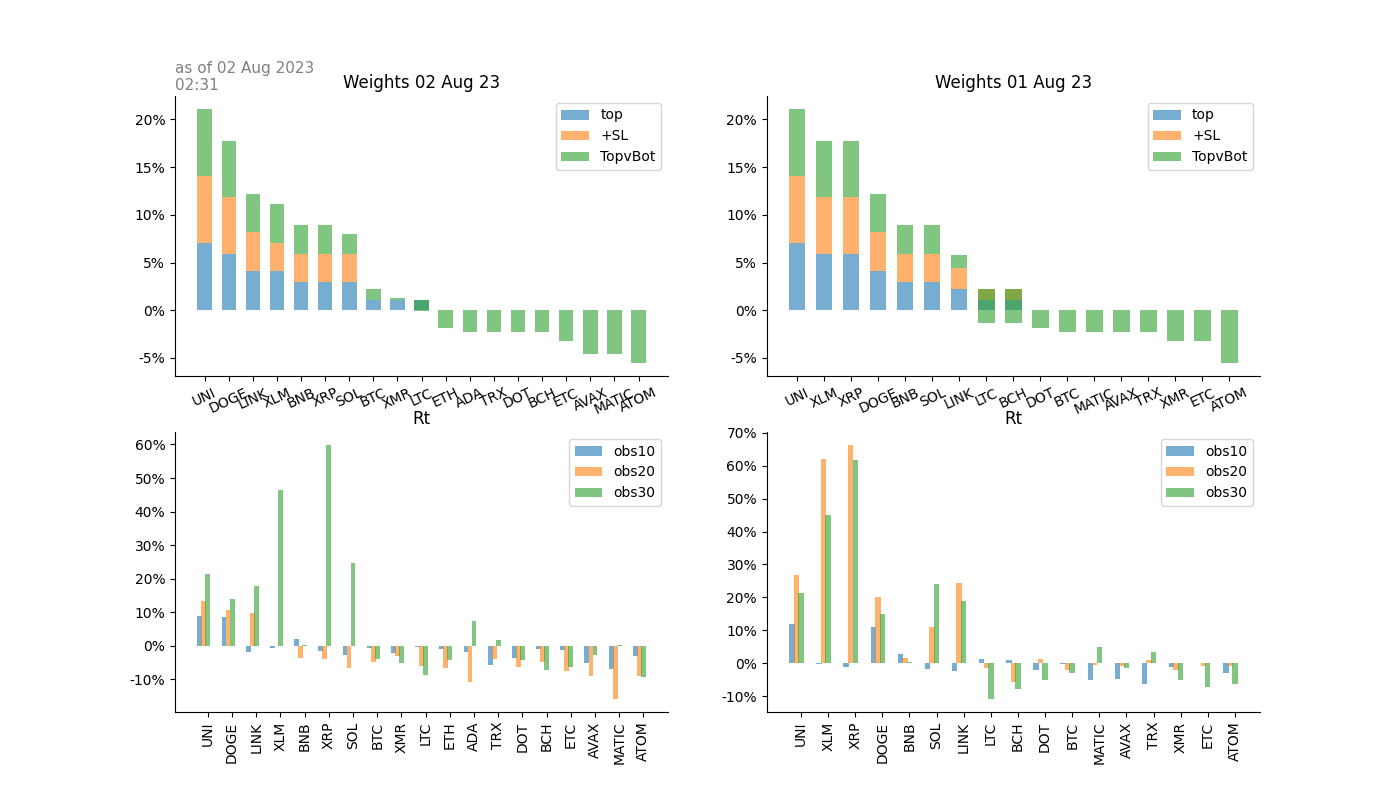 as of 02 Aug 2023
02:31
Weights 02 Aug 23
20%
15%
10%
5%
0%
-5%
top
+SL
TopvBot
UNI DOGE LINK XLM BNB XRP SOL BTC XMR LTC ETH ADA TRX DOT BCH ETC AVAX MATIC ATOM
Weights 01 Aug 23
20%
15%
10%
5%
0%
-5%
top
+SL
TopvBot
UNI XLM XRP DOGE BNB SOL LINK LTC BCH DOT BTC MATIC AVAX TRX XMR ETC ATOM
Rt
60%
50%
40%
30%
20%
10%
0%
-10%
obs10
obs20
obs30
UNI DOGE LINK XLM BNB XRP SOL BTC XMR LTC ETH ADA TRX DOT BCH ETC AVAX MATIC ATOM
Rt
70%
60%
50%
40%
30%
20%
10%
0%
-10%
obs10
obs20
obs30
UNI XLM XRP DOGE BNB SOL LINK LTC BCH DOT BTC MATIC AVAX TRX XMR ETC ATOM